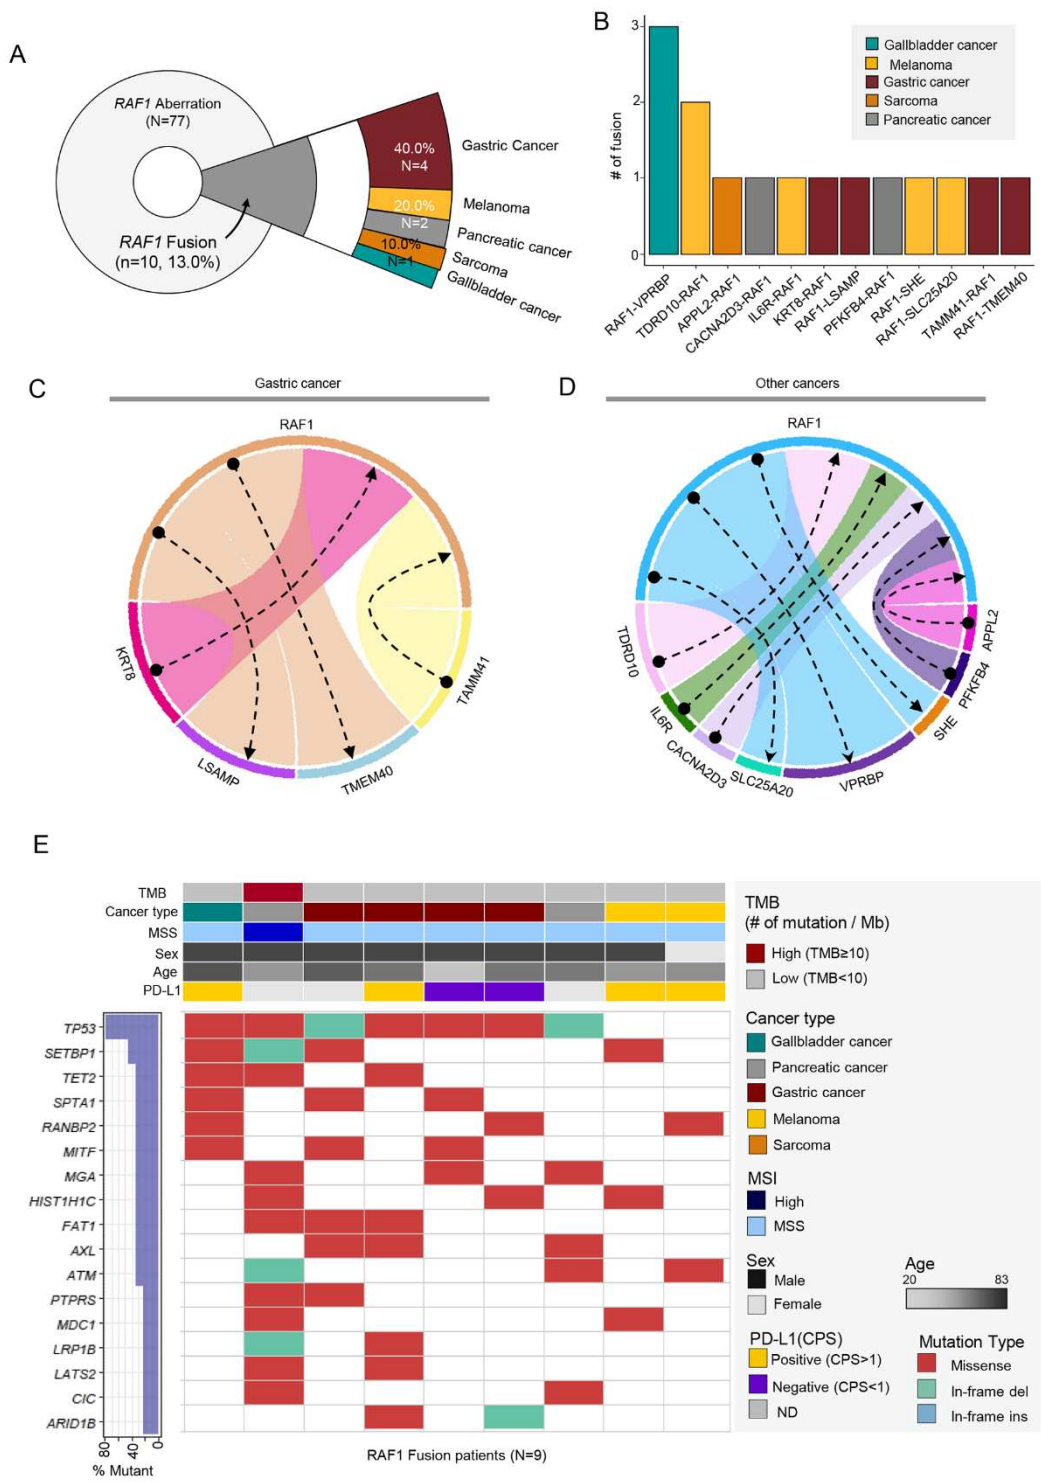 A
RAF1 Aberration
(N=77)
RAF1 Fusion
(n=10, 13.0%)
40.0%
N=4
20.0%
N=2
10.0%
N=1
Gastric Cancer
Melanoma
Pancreatic cancer
Sarcoma
Gallbladder cancer
B
# of fusion
3
2
1
0
Gallbladder cancer
Melanoma
Gastric cancer
Sarcoma
Pancreatic cancer
RAF1-VPRBP
TDRD10-RAF1
APPL2-RAF1
CACNA2D3-RAF1
IL6R-RAF1
KRT8-RAF1
RAF1-LSAMP
PFKFB4-RAF1
RAF1-SHE
RAF1-SLC25A20
TAMM41-RAF1
RAF1-TMEM40
C
Gastric cancer
RAF1
KRT8
LSAMP
TMEM40
TAMM41
D
Other cancers
RAF1
TDRD10
IL6R
CACNA2D3
SLC25A20
VPRBP
SHE
PFKFB4
APPL2
E
TMB
Cancer type
MSS
Sex
Age
PD-L1
TP53
SETBP1
TET2
SPTA1
RANBP2
MITF
MGA
HIST1H1C
FAT1
AXL
ATM
PTPRS
MDC1
LRP1B
LATS2
CIC
ARID1B
80
40
0
% Mutant
RAF1 Fusion patients (N=9)
TMB
(# of mutation / Mb)
High (TMB≥10)
Low (TMB<10)
Cancer type
Gallbladder cancer
Pancreatic cancer
Gastric cancer
Melanoma
Sarcoma
MSI
High
MSS
Sex
Male
Female
Age
20 83
PD-L1(CPS)
Positive (CPS>1)
Negative (CPS<1)
ND
Mutation Type
Missense
In-frame del
In-frame ins